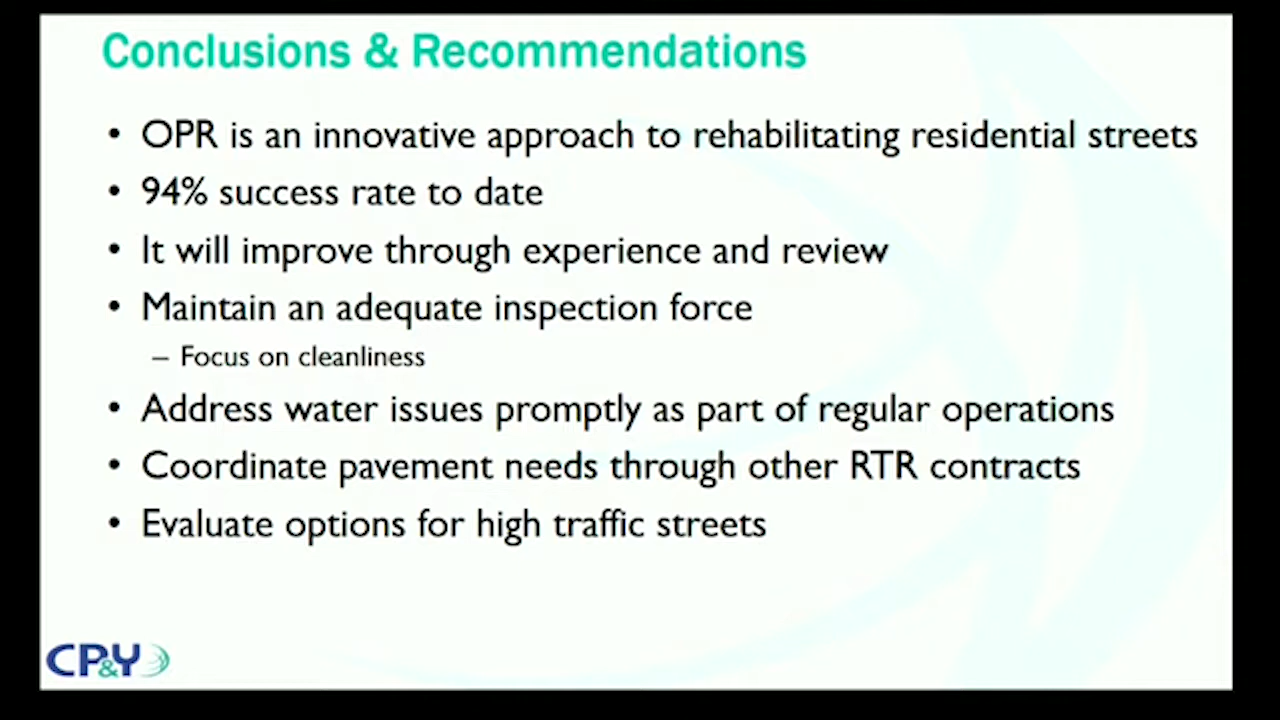 Conclusions & Recommendations
• OPR is an innovative approach to rehabilitating residential streets
• 94% success rate to date
• It will improve through experience and review
• Maintain an adequate inspection force
– Focus on cleanliness
• Address water issues promptly as part of regular operations
• Coordinate pavement needs through other RTR contracts
• Evaluate options for high traffic streets
CP&Y